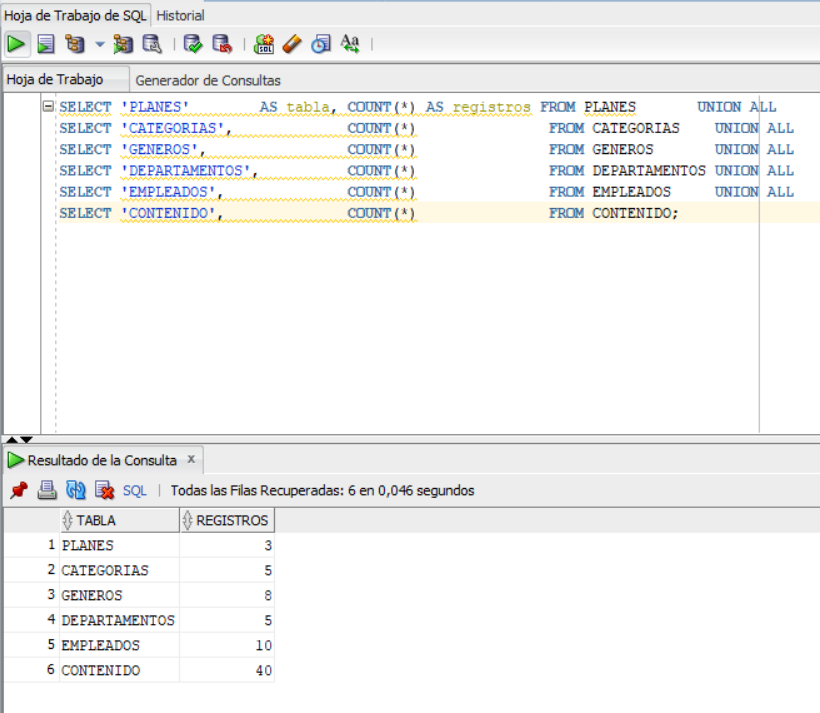 Hoja de Trabajo de SQL Historial
Hoja de Trabajo Generador de Consultas
SELECT 'PLANES' AS tabla, COUNT(*) AS registros FROM PLANES UNION ALL
SELECT 'CATEGORIAS', COUNT(*) FROM CATEGORIAS UNION ALL
SELECT 'GENEROS', COUNT(*) FROM GENEROS UNION ALL
SELECT 'DEPARTAMENTOS', COUNT(*) FROM DEPARTAMENTOS UNION ALL
SELECT 'EMPLEADOS', COUNT(*) FROM EMPLEADOS UNION ALL
SELECT 'CONTENIDO', COUNT(*) FROM CONTENIDO;
Resultado de la Consulta x
SQL | Todas las Filas Recuperadas: 6 en 0,046 segundos
TABLA REGISTROS
1 PLANES 3
2 CATEGORIAS 5
3 GENEROS 8
4 DEPARTAMENTOS 5
5 EMPLEADOS 10
6 CONTENIDO 40